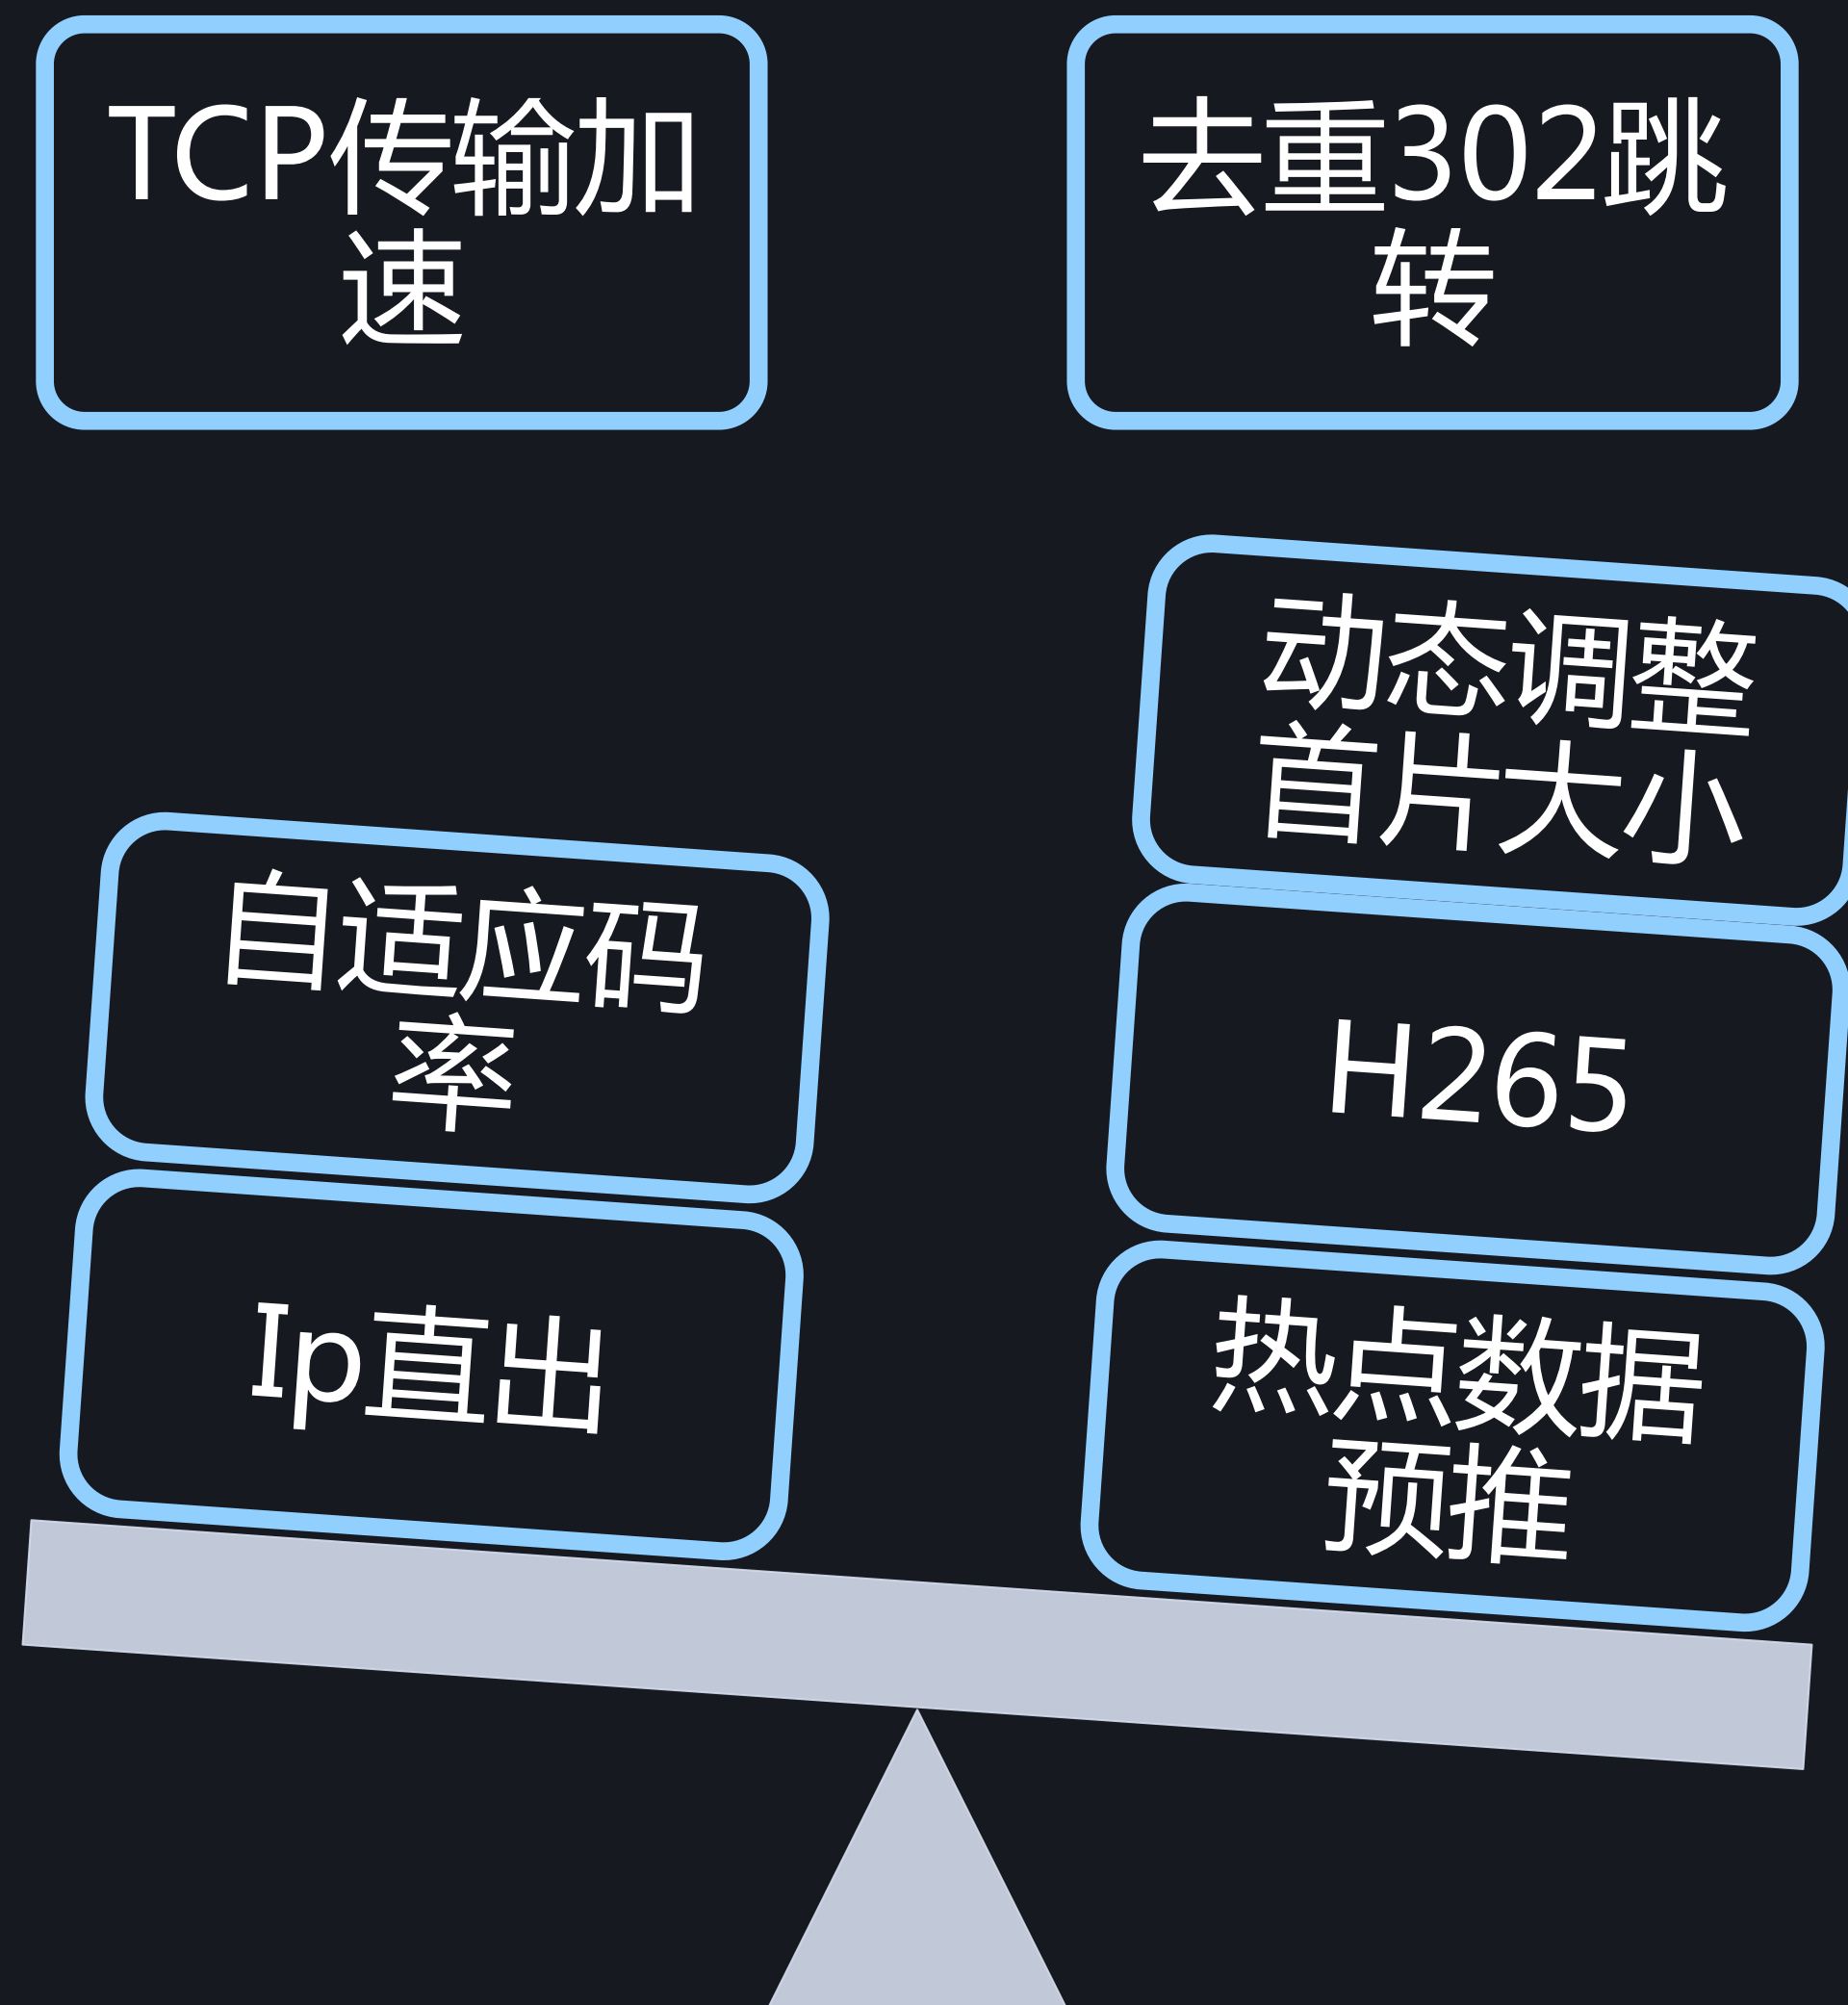 TCP传输加
速
去重302跳
转
动态调整
首片大小
自适应码
率
H265
Ip直出
热点数据
预推